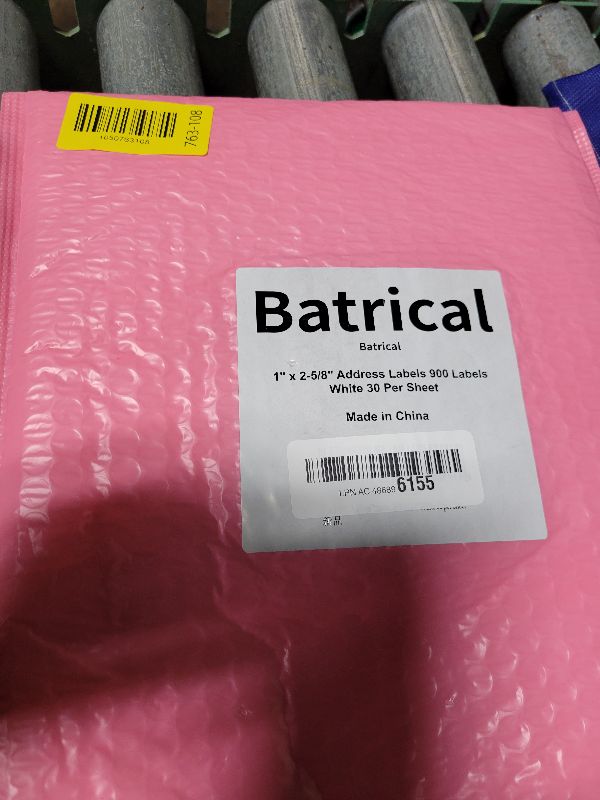 763-108
Batrical
Batrical
1" x 2-5/8" Address Labels 900 Labels
White 30 Per Sheet
Made in China
6155